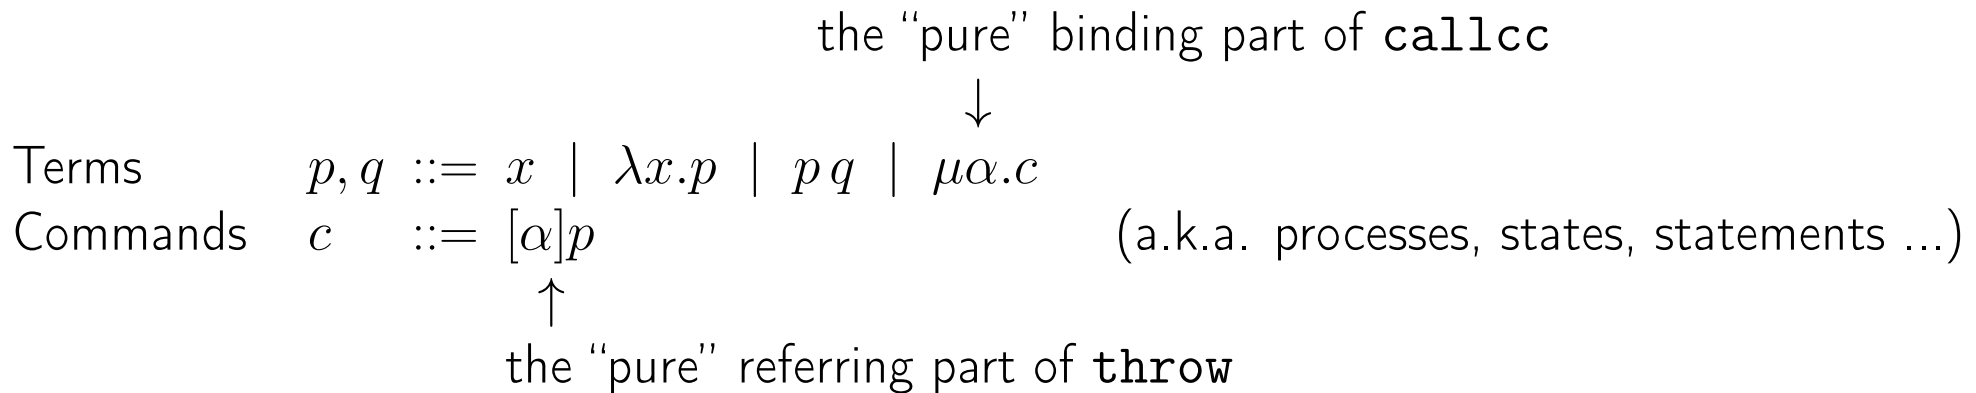 the “pure” binding part of callcc
↓
Terms p, q ::= x | λx.p | p q | μα.c
Commands c ::= [α]p (a.k.a. processes, states, statements ...)
↑
the “pure” referring part of throw